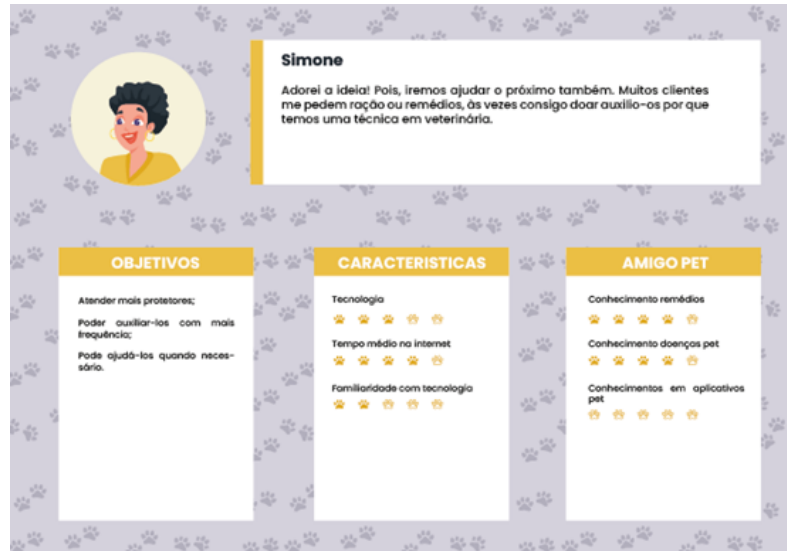 Simone
Adorei a ideia! Pois, iremos ajudar o próximo também. Muitos clientes
me pedem ração ou remédios, às vezes consigo doar auxilio-os por que
temos uma técnica em veterinária.
OBJETIVOS
Atender mais protetores;
Poder auxiliar-los com mais
frequência;
Pode ajudá-los quando neces-
sário.
CARACTERISTICAS
Tecnologia
Tempo médio na internet
Familiaridade com tecnologia
AMIGO PET
Conhecimento remédios
Conhecimento doenças pet
Conhecimentos em aplicativos
pet